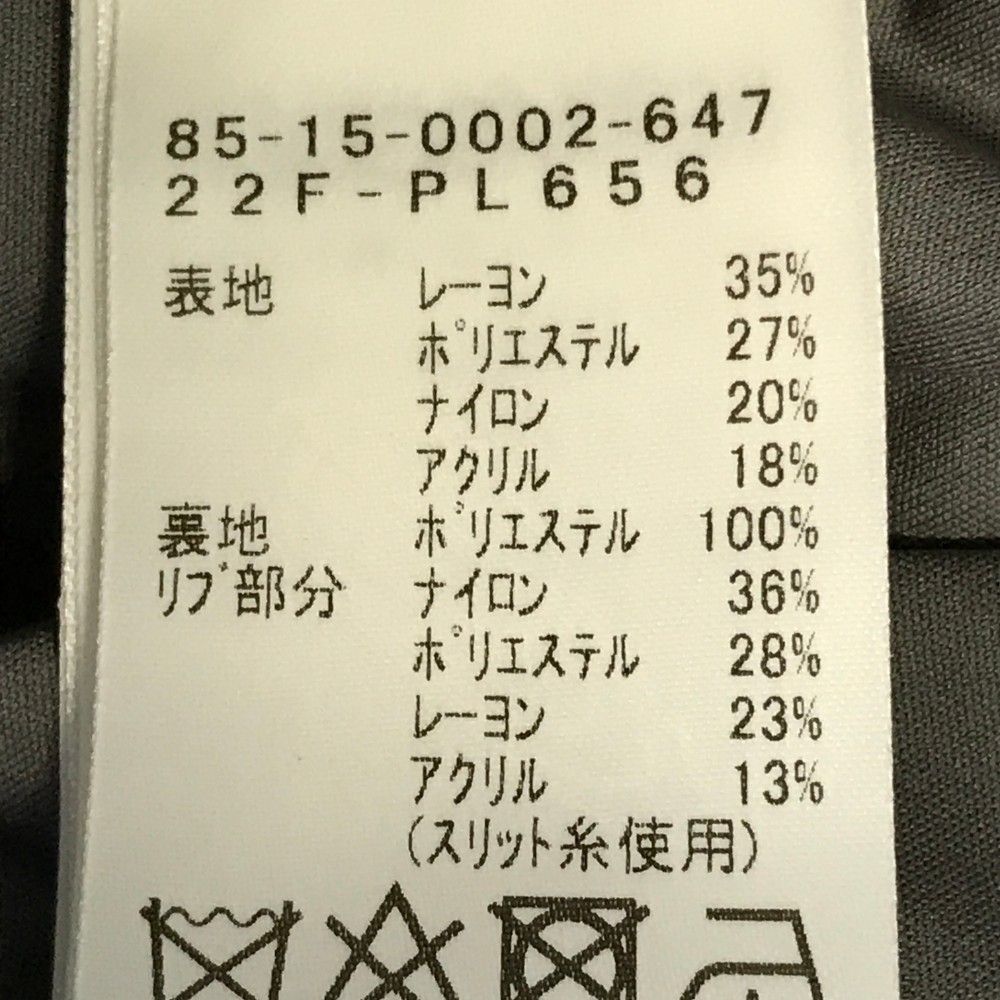 85-15-0002-647
22F-PL656
表地 レーヨン 35%
ポリエステル 27%
ナイロン 20%
アクリル 18%
裏地 ポリエステル 100%
リブ部分 ナイロン 36%
ポリエステル 28%
レーヨン 23%
アクリル 13%
(スリット糸使用)